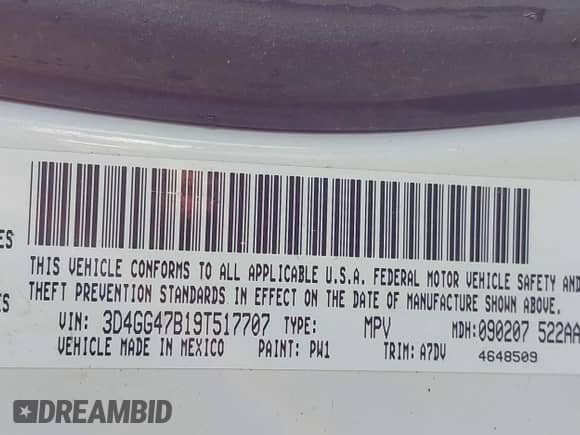 ES
THIS VEHICLE CONFORMS TO ALL APPLICABLE U.S.A. FEDERAL MOTOR VEHICLE SAFETY AND
THEFT PREVENTION STANDARDS IN EFFECT ON THE DATE OF MANUFACTURE SHOWN ABOVE.
ES
VIN: 3D4GG47B19T517707 TYPE: MPV MDH:090207 522AA
VEHICLE MADE IN MEXICO PAINT: PW1 TRIM: A7DV 4648509
DREAMBID